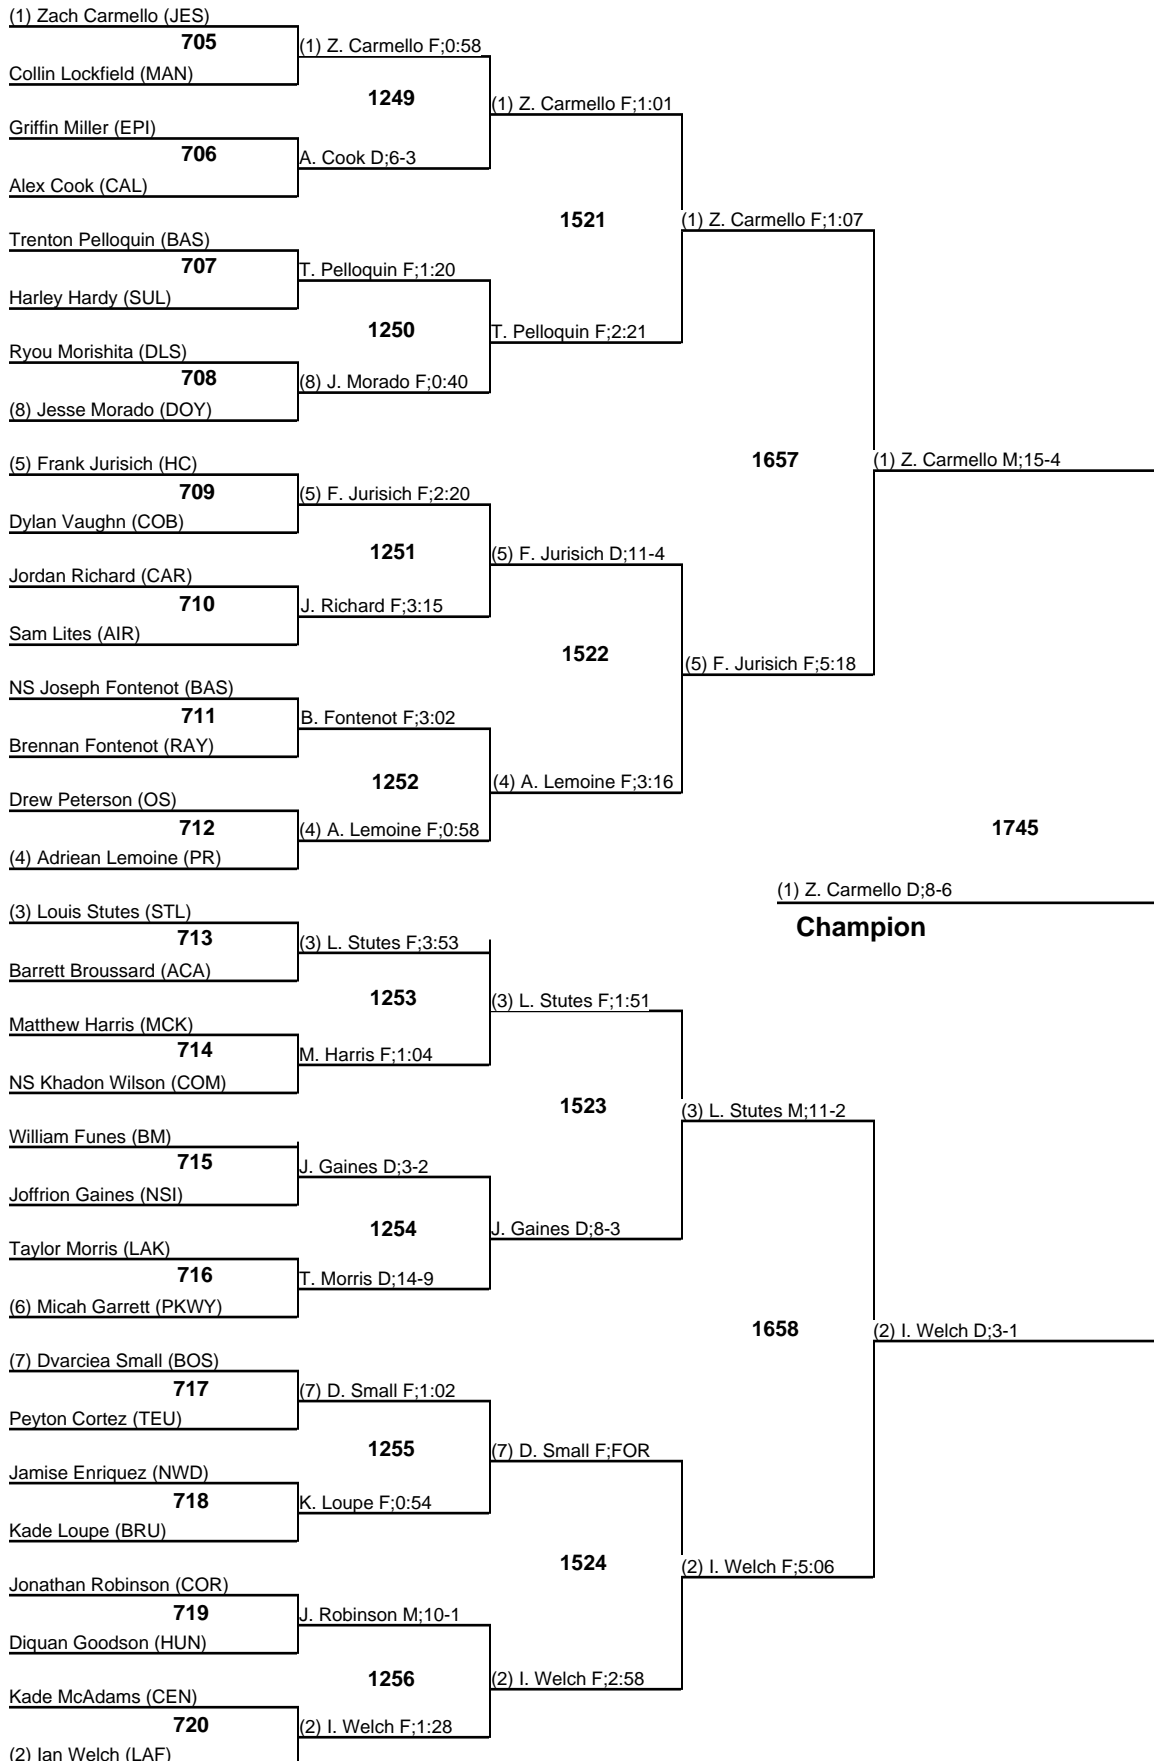 (1) Zach Carmello (JES)
705
(1) Z. Carmello F;0:58
Collin Lockfield (MAN)
1249
(1) Z. Carmello F;1:01
Griffin Miller (EPI)
706
A. Cook D;6-3
Alex Cook (CAL)
1521
(1) Z. Carmello F;1:07
Trenton Pelloquin (BAS)
707
T. Pelloquin F;1:20
Harley Hardy (SUL)
1250
T. Pelloquin F;2:21
Ryou Morishita (DLS)
708
(8) J. Morado F;0:40
(8) Jesse Morado (DOY)
1657
(1) Z. Carmello M;15-4
(5) Frank Jurisich (HC)
709
(5) F. Jurisich F;2:20
Dylan Vaughn (COB)
1251
(5) F. Jurisich D;11-4
Jordan Richard (CAR)
710
J. Richard F;3:15
Sam Lites (AIR)
1522
(5) F. Jurisich F;5:18
NS Joseph Fontenot (BAS)
711
B. Fontenot F;3:02
Brennan Fontenot (RAY)
1252
(4) A. Lemoine F;3:16
Drew Peterson (OS)
712
(4) A. Lemoine F;0:58
(4) Adriean Lemoine (PR)
1745
(1) Z. Carmello D;8-6
Champion
(3) Louis Stutes (STL)
713
(3) L. Stutes F;3:53
Barrett Broussard (ACA)
1253
(3) L. Stutes F;1:51
Matthew Harris (MCK)
714
M. Harris F;1:04
NS Khadon Wilson (COM)
1523
(3) L. Stutes M;11-2
William Funes (BM)
715
J. Gaines D;3-2
Joffrion Gaines (NSI)
1254
J. Gaines D;8-3
Taylor Morris (LAK)
716
T. Morris D;14-9
(6) Micah Garrett (PKWY)
1658
(2) I. Welch D;3-1
(7) Dvarciea Small (BOS)
717
(7) D. Small F;1:02
Peyton Cortez (TEU)
1255
(7) D. Small F;FOR
Jamise Enriquez (NWD)
718
K. Loupe F;0:54
Kade Loupe (BRU)
1524
(2) I. Welch F;5:06
Jonathan Robinson (COR)
719
J. Robinson M;10-1
Diquan Goodson (HUN)
1256
(2) I. Welch F;2:58
Kade McAdams (CEN)
720
(2) I. Welch F;1:28
(2) Ian Welch (LAF)